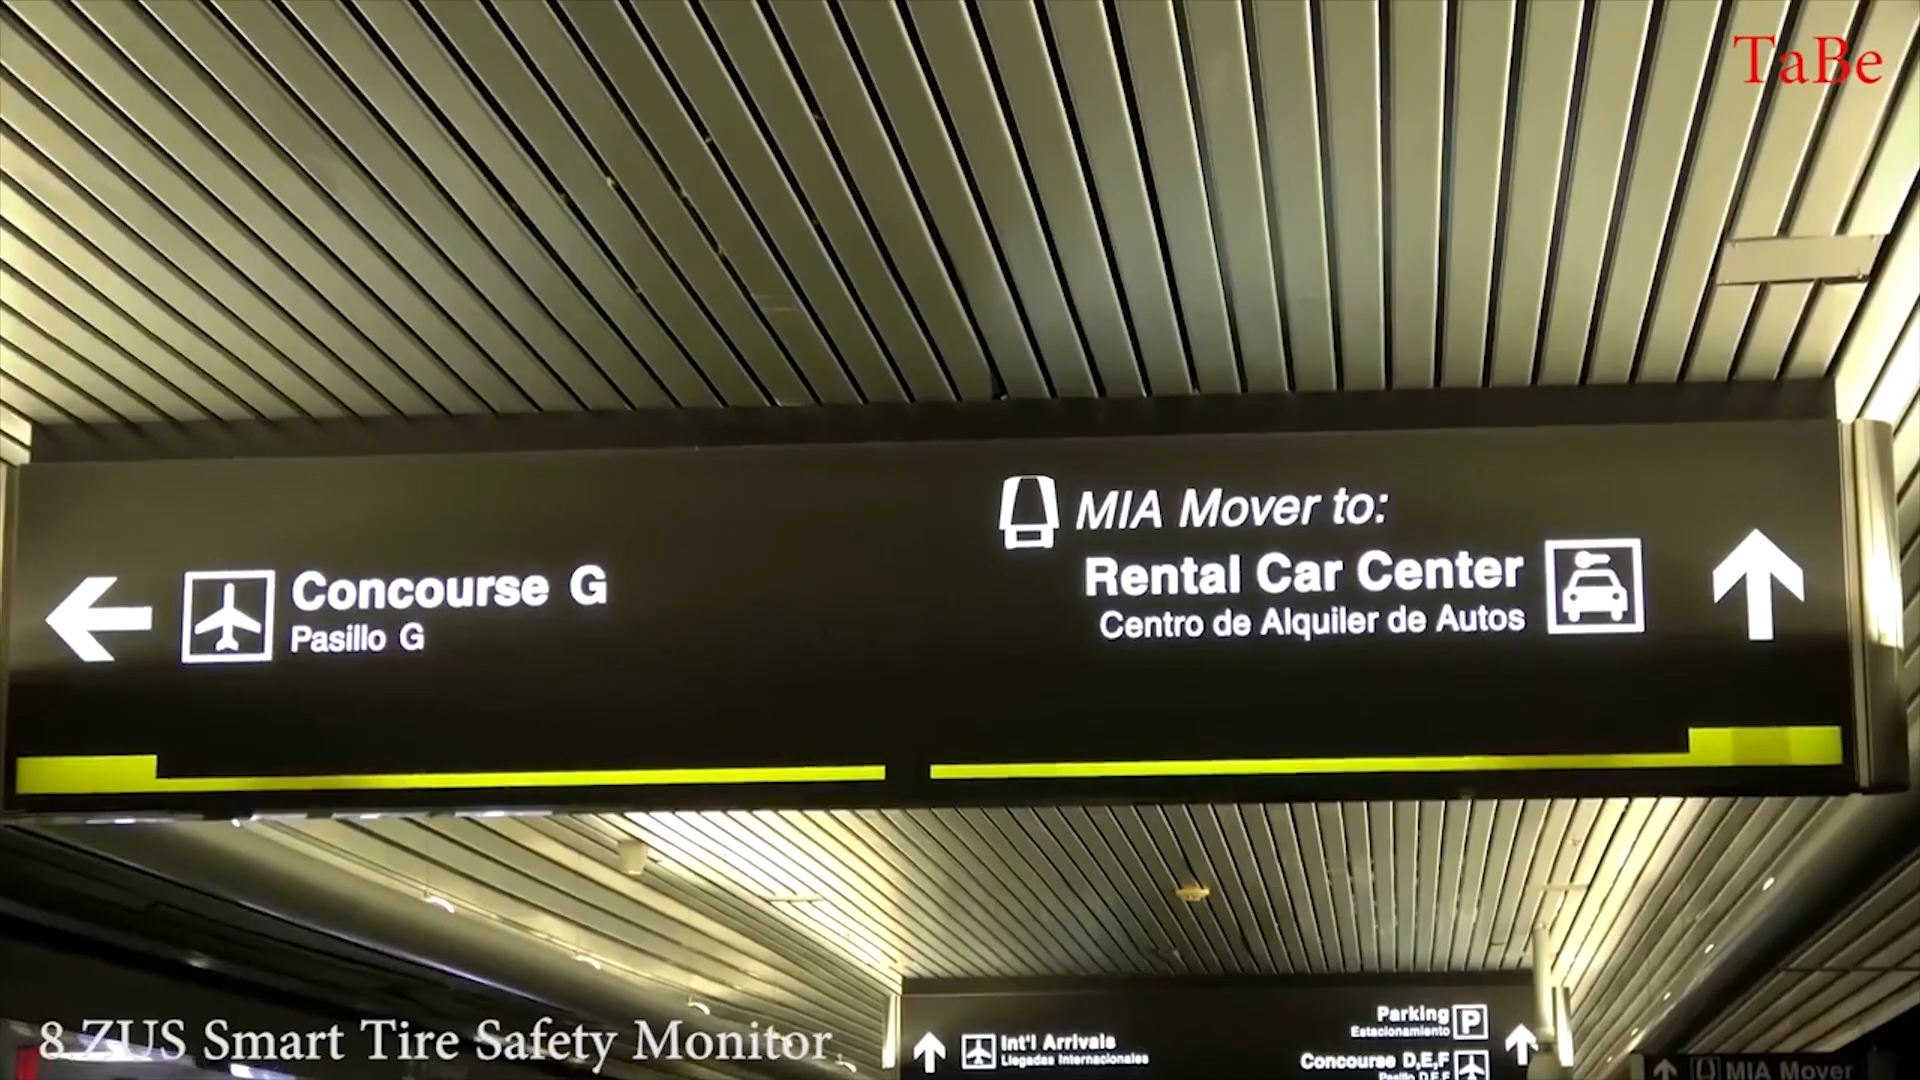 TaBe
MIA Mover to:
Concourse G
Pasillo G
Rental Car Center
Centro de Alquiler de Autos
Int'l Arrivals
Llegadas Internacionales
Parking
Estacionamiento
P
Concourse D,E,F
Pasillo D,E,F
MIA Mover
8 ZUS Smart Tire Safety Monitor